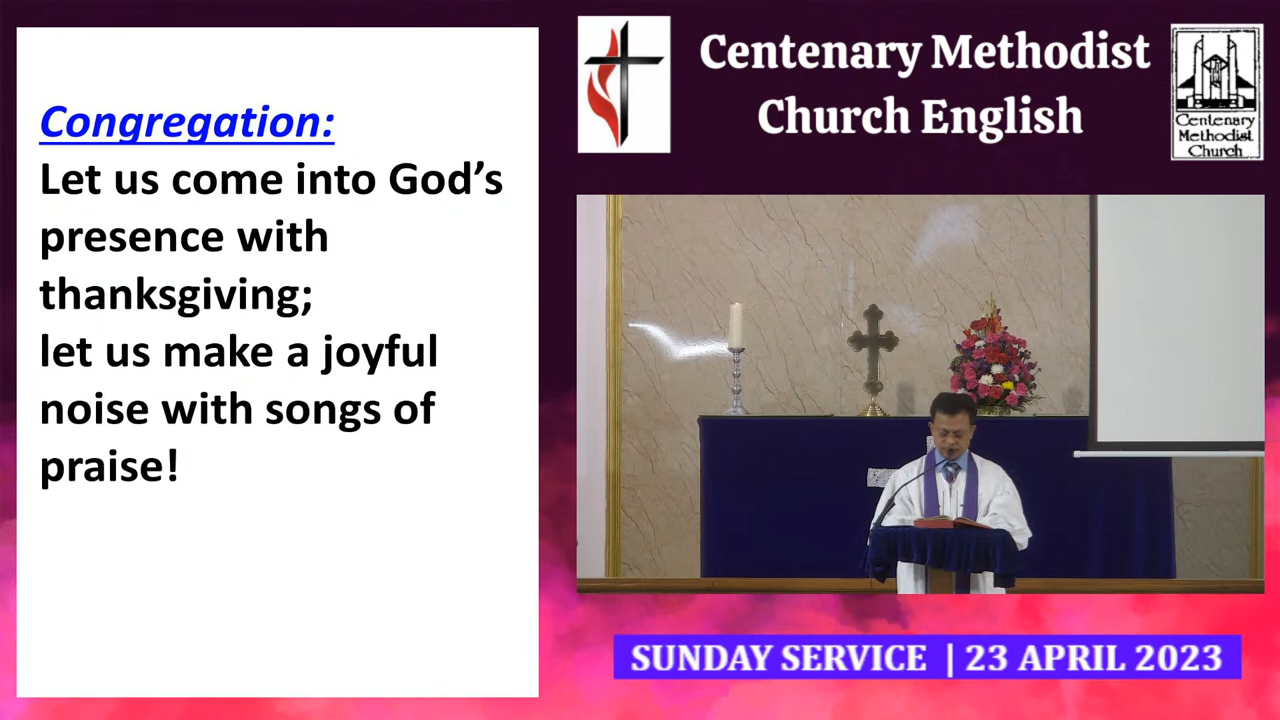 Congregation:
Let us come into God’s
presence with
thanksgiving;
let us make a joyful
noise with songs of
praise!
Centenary Methodist
Church English
Centenary
Methodist
Church
SUNDAY SERVICE | 23 APRIL 2023